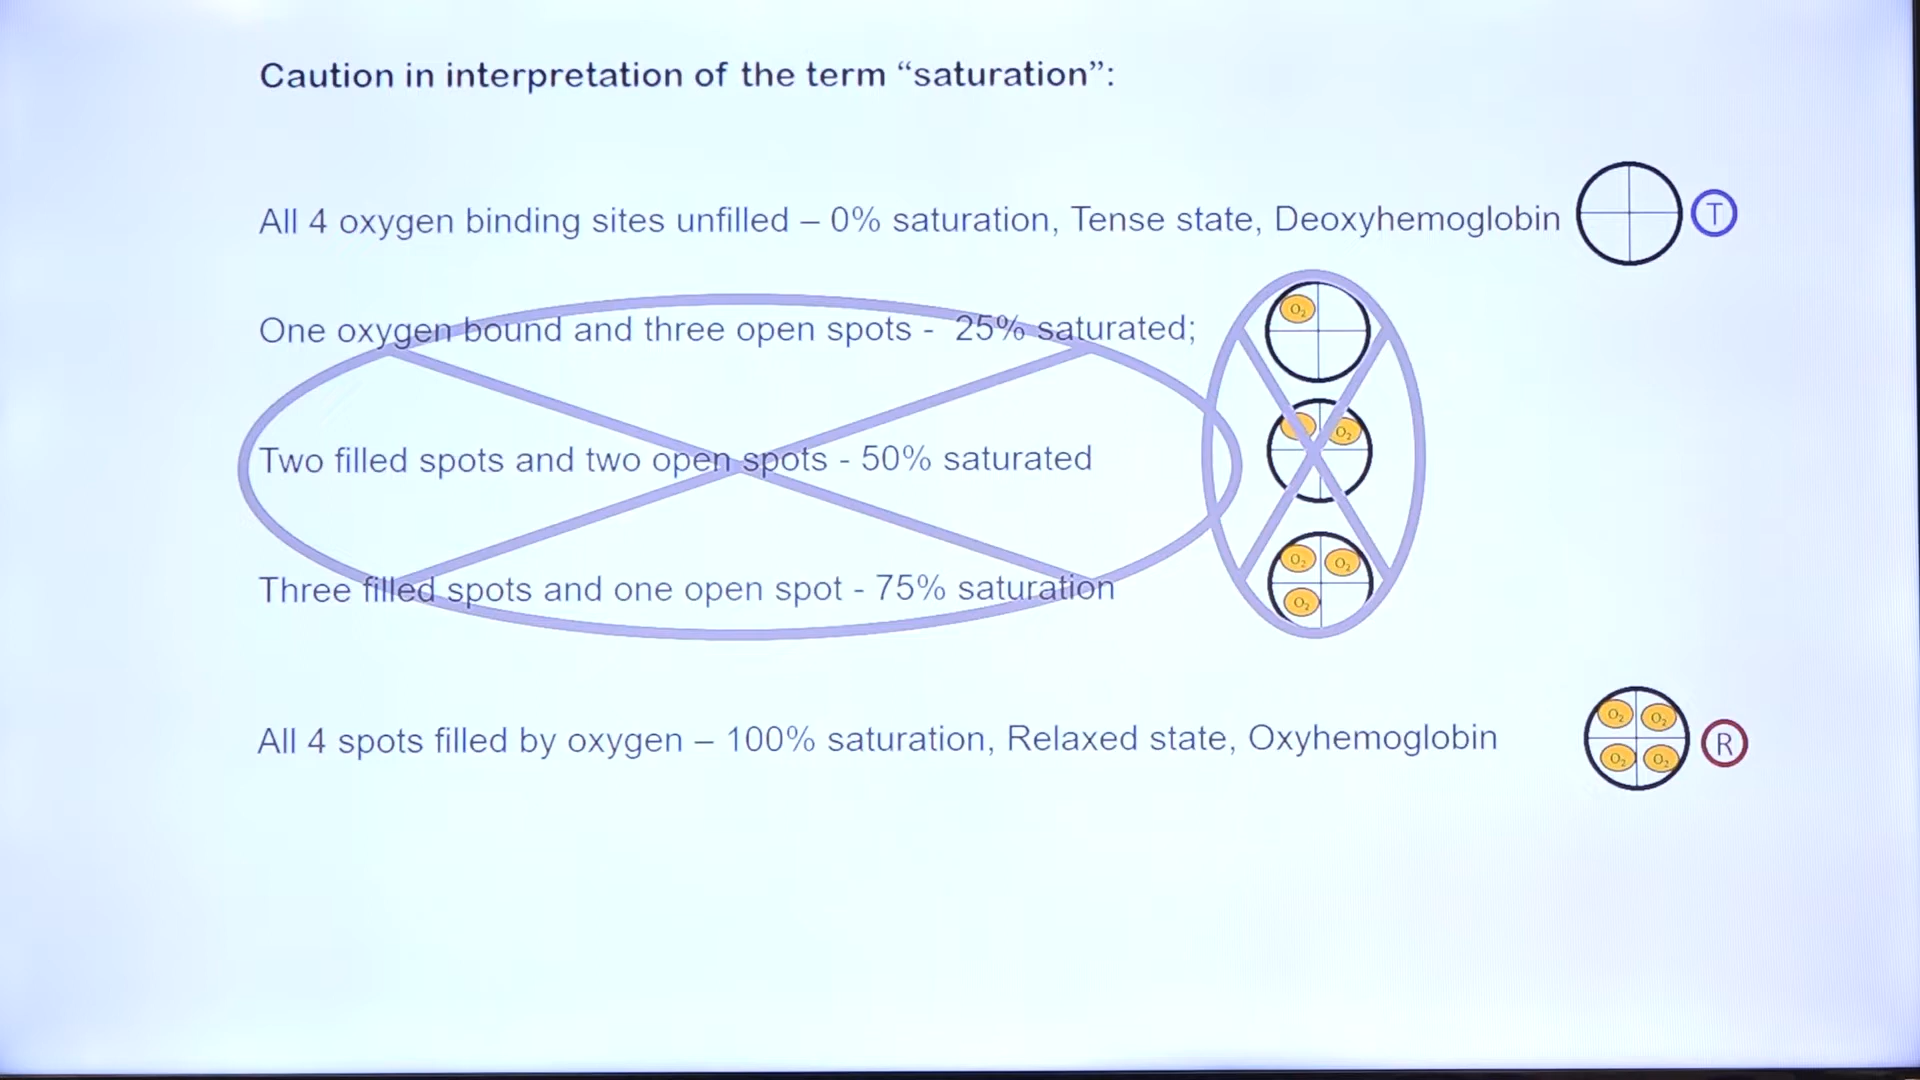 Caution in interpretation of the term “saturation”:
All 4 oxygen binding sites unfilled – 0% saturation, Tense state, Deoxyhemoglobin
T
One oxygen bound and three open spots - 25% saturated;
O₂
Two filled spots and two open spots - 50% saturated
O₂
O₂ O₂
Three filled spots and one open spot - 75% saturation
O₂
All 4 spots filled by oxygen – 100% saturation, Relaxed state, Oxyhemoglobin
O₂ O₂
O₂ O₂
R